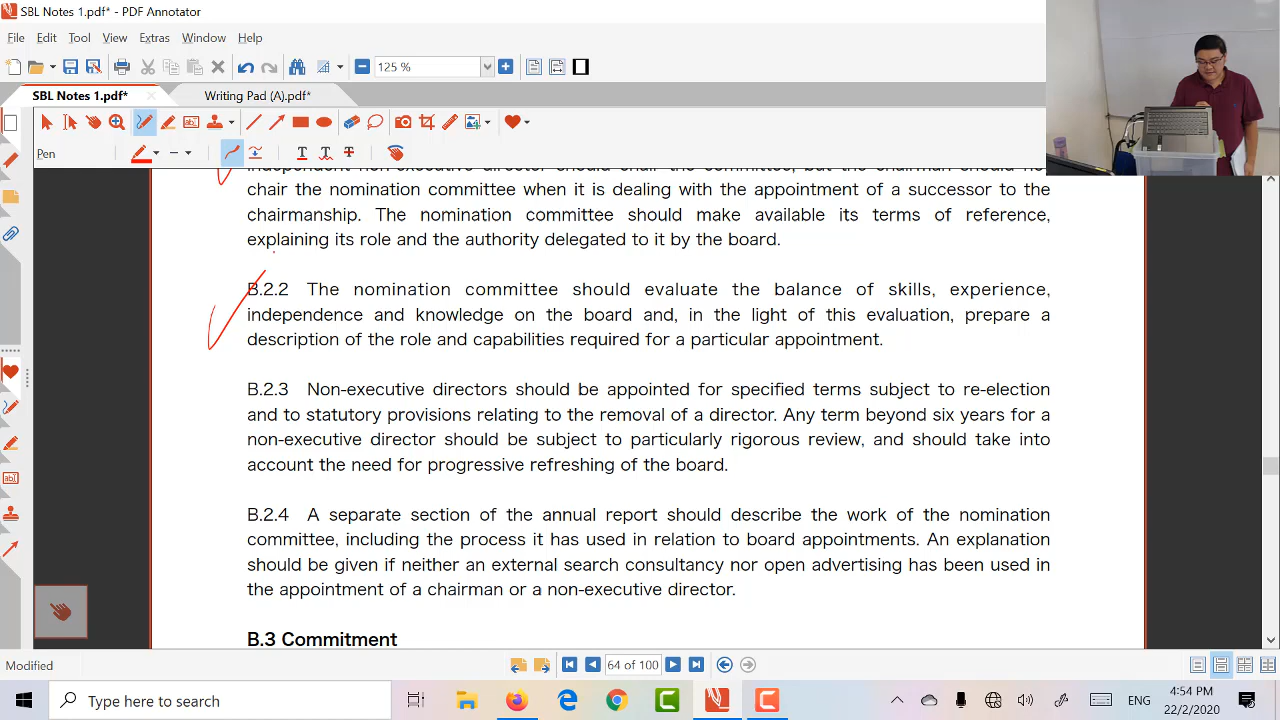 SBL Notes 1.pdf* - PDF Annotator
File Edit Tool View Extras Window Help
125 %
SBL Notes 1.pdf* Writing Pad (A).pdf*
Pen
chair the nomination committee when it is dealing with the appointment of a successor to the
chairmanship. The nomination committee should make available its terms of reference,
explaining its role and the authority delegated to it by the board.
B.2.2 The nomination committee should evaluate the balance of skills, experience,
independence and knowledge on the board and, in the light of this evaluation, prepare a
description of the role and capabilities required for a particular appointment.
B.2.3 Non-executive directors should be appointed for specified terms subject to re-election
and to statutory provisions relating to the removal of a director. Any term beyond six years for a
non-executive director should be subject to particularly rigorous review, and should take into
account the need for progressive refreshing of the board.
B.2.4 A separate section of the annual report should describe the work of the nomination
committee, including the process it has used in relation to board appointments. An explanation
should be given if neither an external search consultancy nor open advertising has been used in
the appointment of a chairman or a non-executive director.
B.3 Commitment
64 of 100
Modified
Type here to search
ENG
4:54 PM
22/2/2020